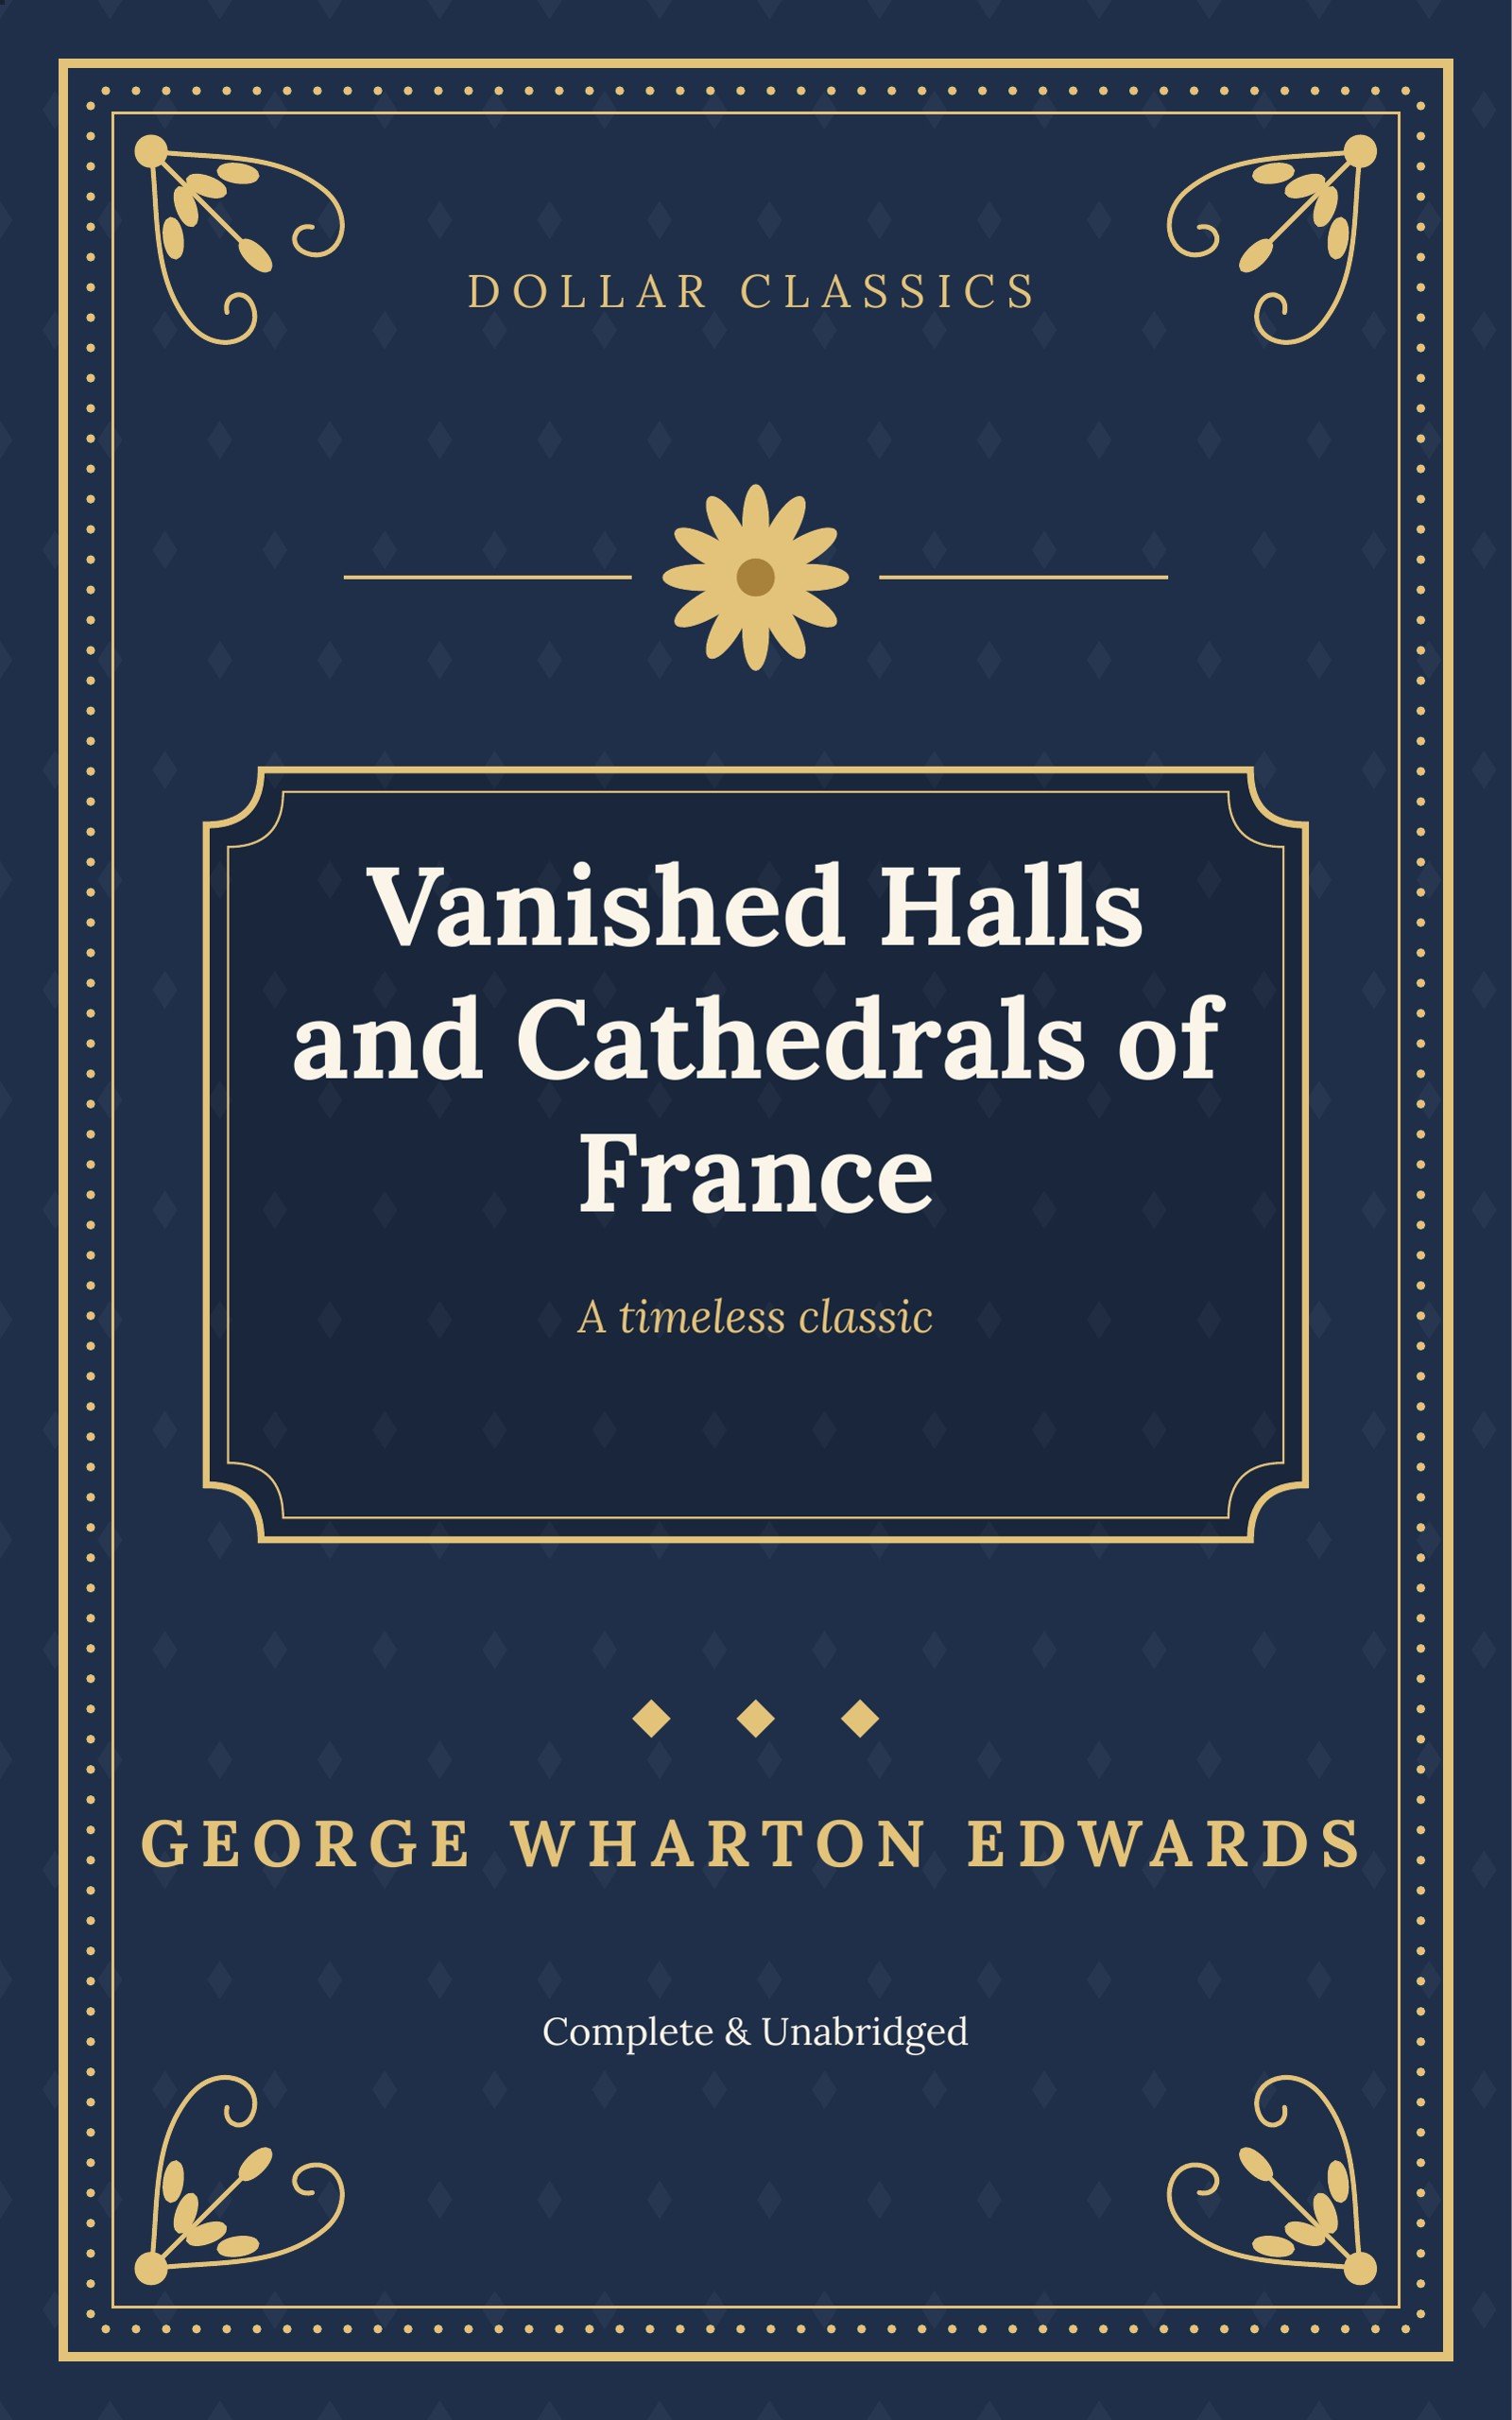 DOLLAR CLASSICS
Vanished Halls
and Cathedrals of
France
A timeless classic
GEORGE WHARTON EDWARDS
Complete & Unabridged